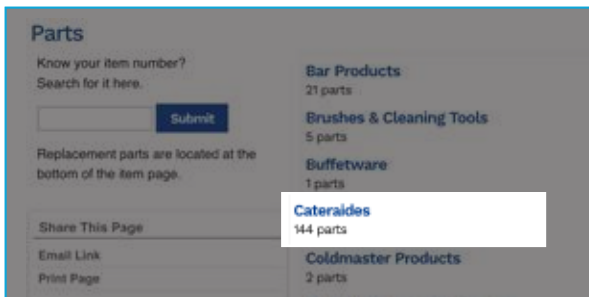 Parts
Know your item number?
Search for it here.
Submit
Replacement parts are located at the
bottom of the item page.
Share This Page
Email Link
Print Page
Bar Products
21 parts
Brushes & Cleaning Tools
5 parts
Buffetware
1 parts
Cateraides
144 parts
Coldmaster Products
2 parts